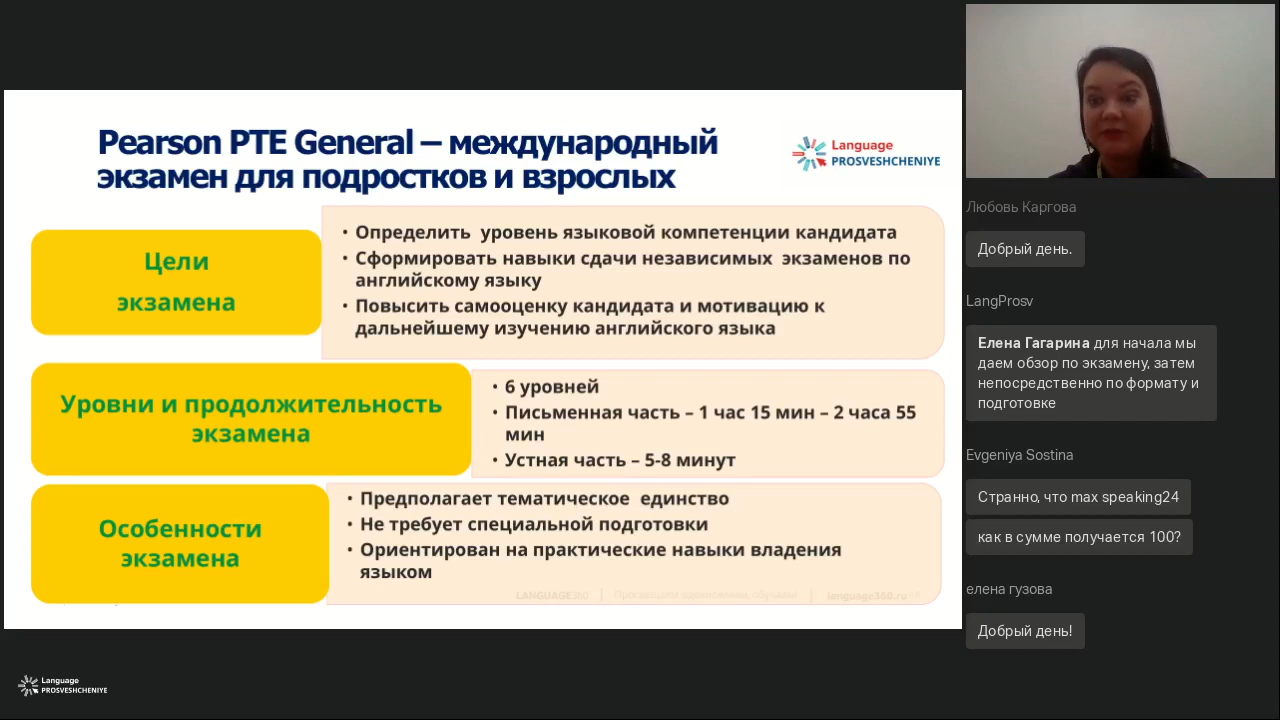 Pearson PTE General – международный
экзамен для подростков и взрослых
Language
PROSVESHCHENIYE
Цели
экзамена
• Определить уровень языковой компетенции кандидата
• Сформировать навыки сдачи независимых экзаменов по
английскому языку
• Повысить самооценку кандидата и мотивацию к
дальнейшему изучению английского языка
Уровни и продолжительность
экзамена
• 6 уровней
• Письменная часть – 1 час 15 мин – 2 часа 55
мин
• Устная часть – 5-8 минут
Особенности
экзамена
• Предполагает тематическое единство
• Не требует специальной подготовки
• Ориентирован на практические навыки владения
языком
LANGUAGE360 | language360.ru
Language
PROSVESHCHENIYE
Любовь Каргова
Добрый день.
LangProsv
Елена Гагарина для начала мы
даем обзор по экзамену, затем
непосредственно по формату и
подготовке
Evgeniya Sostina
Странно, что max speaking24
как в сумме получается 100?
елена гузова
Добрый день!